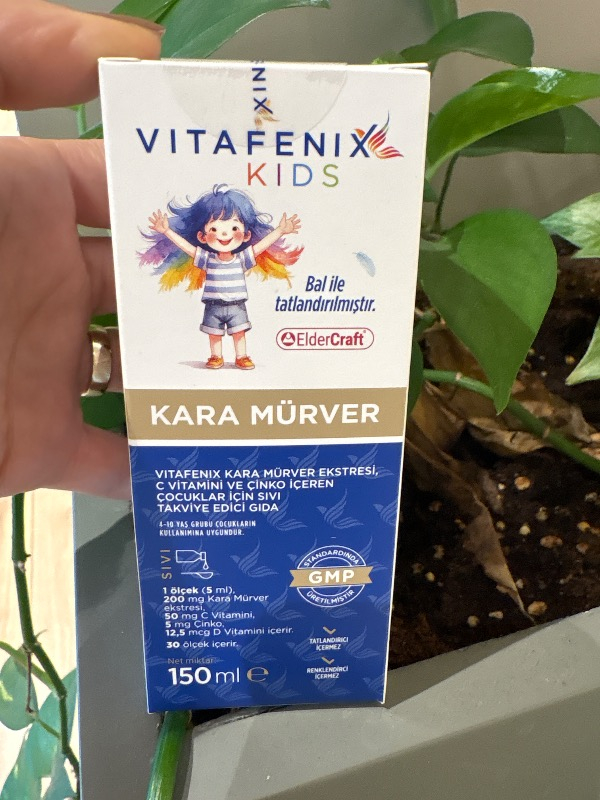 NIX
VITAFENIX
KIDS
Bal ile
tatlandırılmıştır.
ElderCraft®
KARA MÜRVER
VITAFENIX KARA MÜRVER EKSTRESİ,
C VİTAMİNİ VE ÇİNKO İÇEREN
ÇOCUKLAR İÇİN SIVI
TAKVİYE EDİCİ GIDA
4-10 YAŞ GRUBU ÇOCUKLARIN
KULLANIMINA UYGUNDUR.
SIVI
1 ölçek (5 ml),
200 mg Kara Mürver
ekstresi,
50 mg C Vitamini,
5 mg Çinko,
12,5 mcg D Vitamini içerir.
30 ölçek içerir.
Net miktar:
150 ml e
STANDARDINDA
GMP
ÜRETİLMİŞTİR
TATLANDIRICI
İÇERMEZ
RENKLENDİRCİ
İÇERMEZ